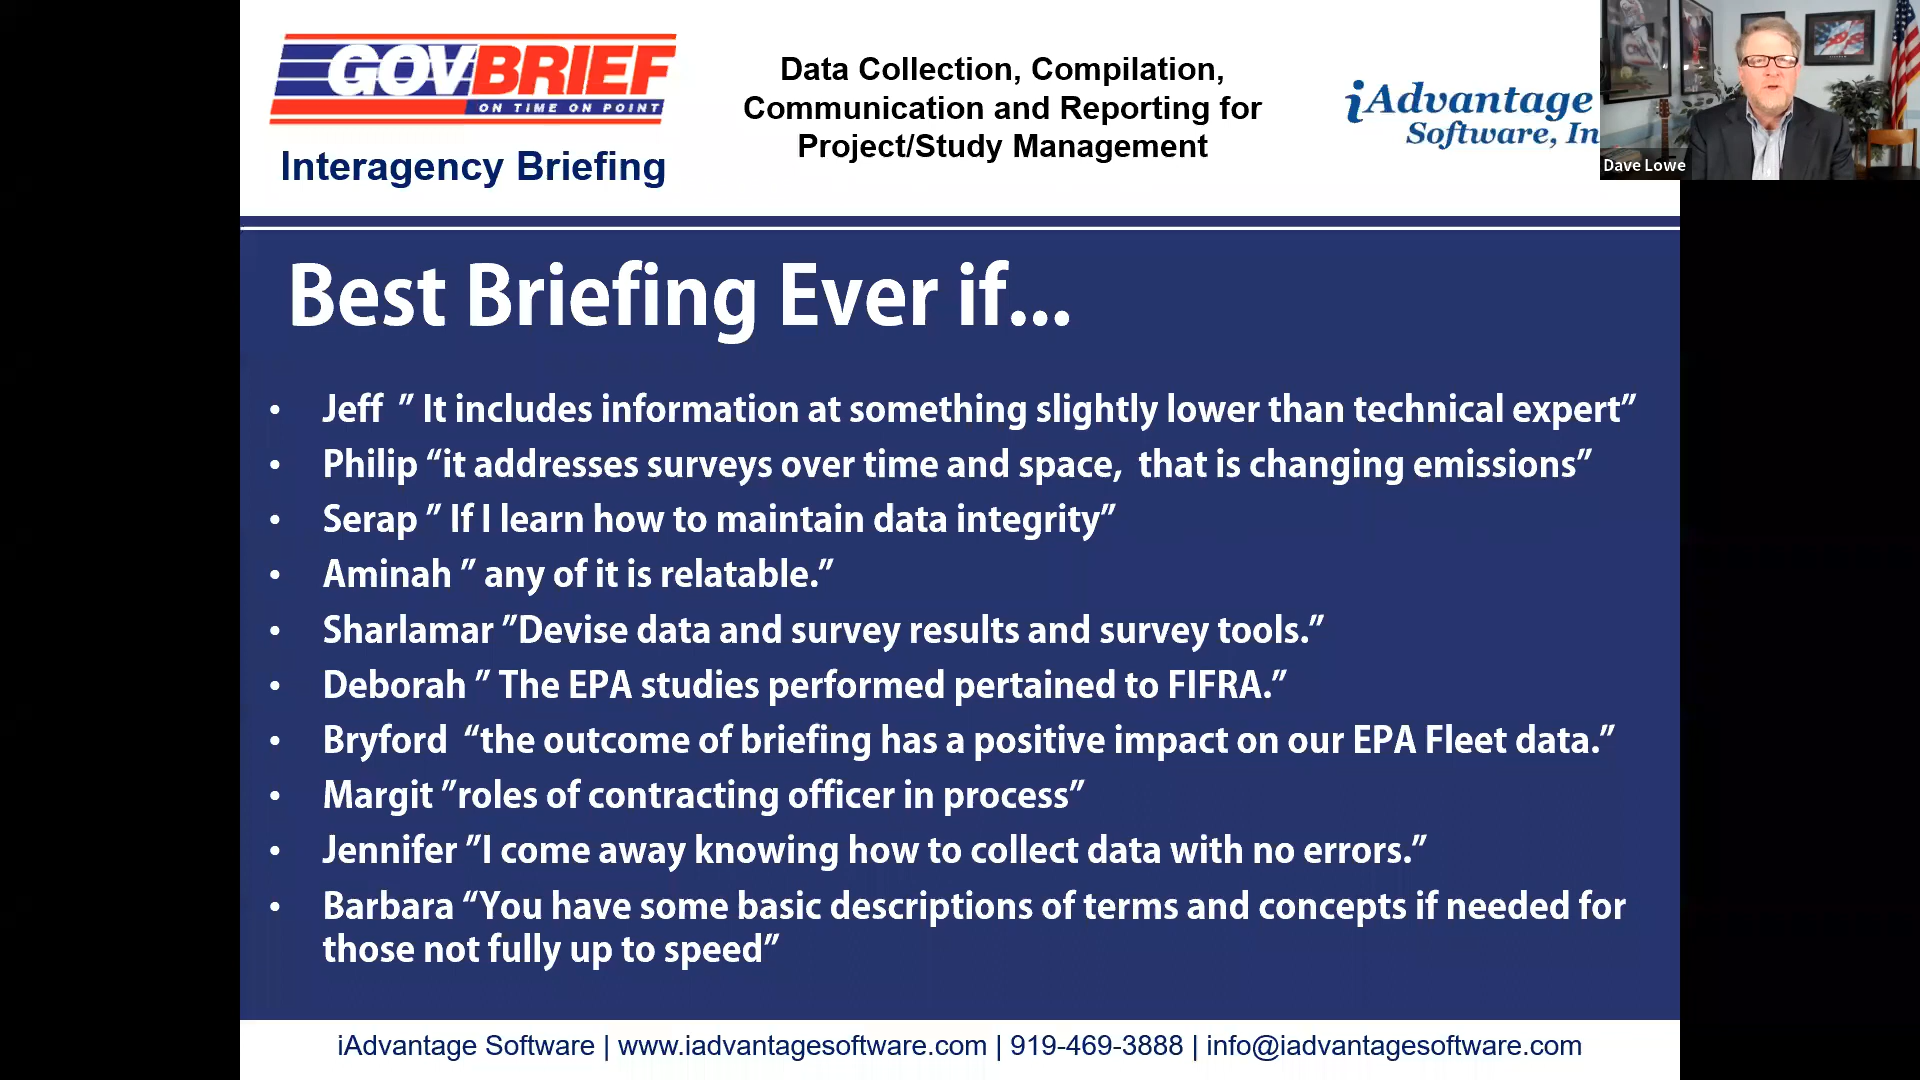 GOVBRIEF
ON TIME ON POINT
Interagency Briefing
Data Collection, Compilation,
Communication and Reporting for
Project/Study Management
iAdvantage
Software, In
Dave Lowe
Best Briefing Ever if...
• Jeff ” It includes information at something slightly lower than technical expert”
• Philip “it addresses surveys over time and space, that is changing emissions”
• Serap ” If I learn how to maintain data integrity”
• Aminah ” any of it is relatable.”
• Sharlamar ”Devise data and survey results and survey tools.”
• Deborah ” The EPA studies performed pertained to FIFRA.”
• Bryford “the outcome of briefing has a positive impact on our EPA Fleet data.”
• Margit ”roles of contracting officer in process”
• Jennifer ”I come away knowing how to collect data with no errors.”
• Barbara “You have some basic descriptions of terms and concepts if needed for
those not fully up to speed”
iAdvantage Software | www.iadvantagesoftware.com | 919-469-3888 | info@iadvantagesoftware.com